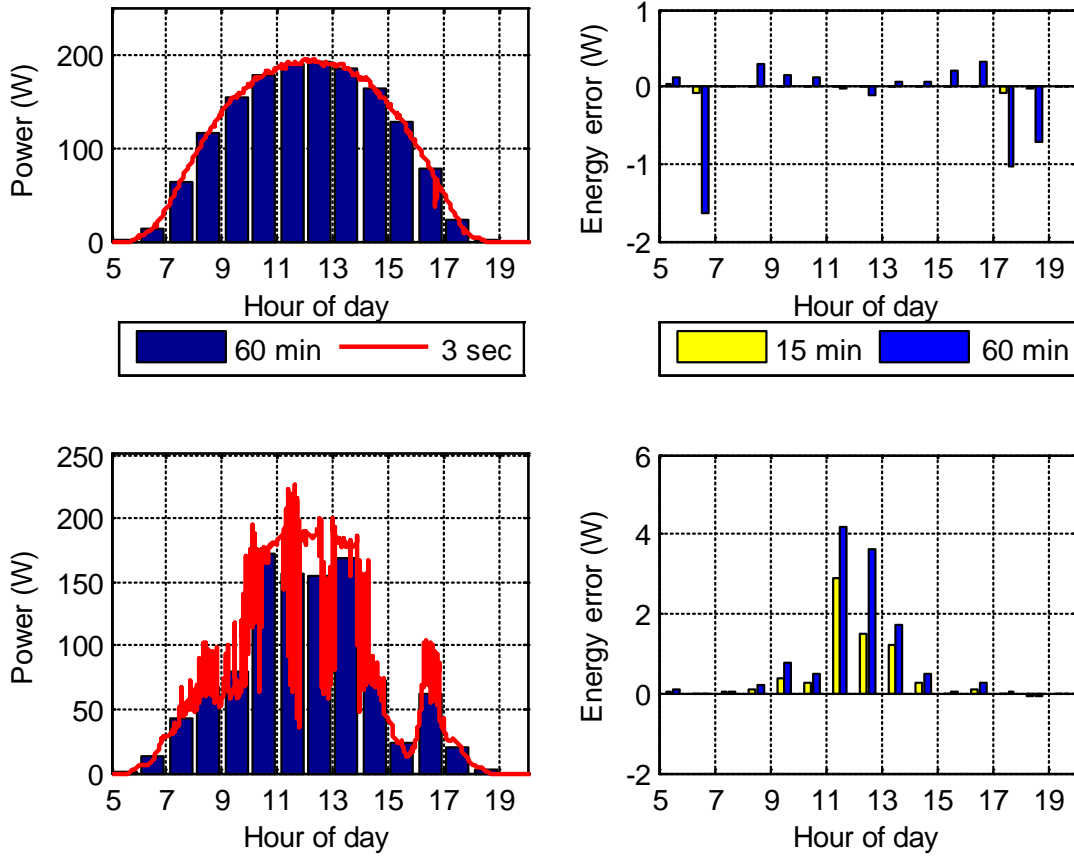 Power (W)
200
100
0
5 7 9 11 13 15 17 19
Hour of day
60 min 3 sec
Energy error (W)
1
0
-1
-2
5 7 9 11 13 15 17 19
Hour of day
15 min 60 min
Power (W)
250
200
150
100
50
0
5 7 9 11 13 15 17 19
Hour of day
Energy error (W)
6
4
2
0
-2
5 7 9 11 13 15 17 19
Hour of day